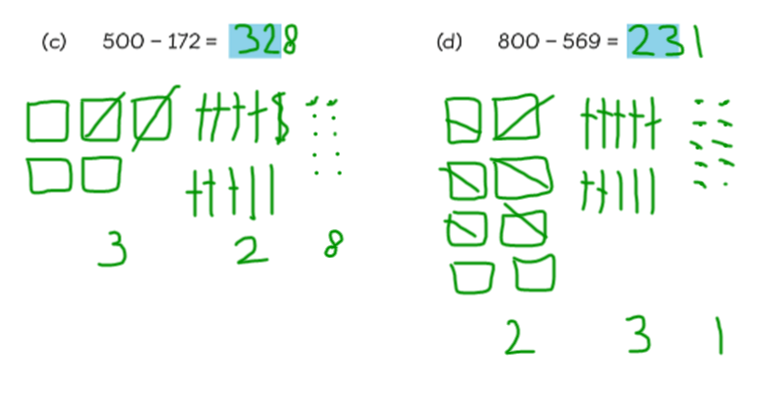 (c) 500 – 172 = 328
(d) 800 – 569 = 231
3 2 8
2 3 1